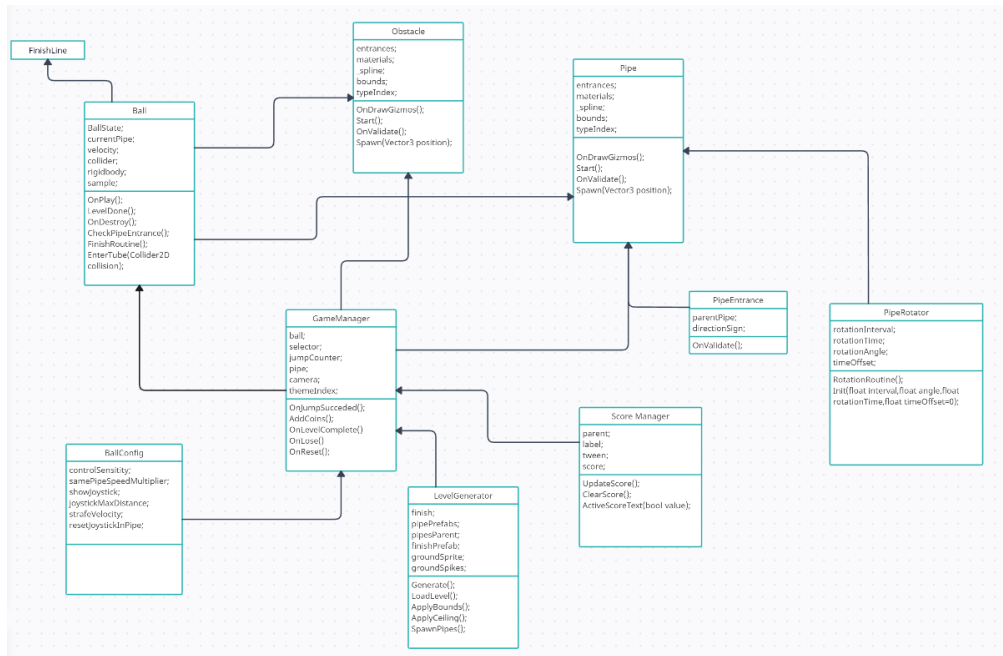 FinishLine
Obstacle
entrances;
materials;
_spline;
bounds;
typeIndex;
OnDrawGizmos();
Start();
OnValidate();
Spawn(Vector3 position);
Pipe
entrances;
materials;
_spline;
bounds;
typeIndex;
OnDrawGizmos();
Start();
OnValidate();
Spawn(Vector3 position);
Ball
BallState;
currentPipe;
velocity;
collider;
rigidbody;
sample;
OnPlay();
LevelDone();
OnDestroy();
CheckPipeEntrance();
FinishRoutine();
EnterTube(Collider2D
collision);
GameManager
ball;
selector;
jumpCounter;
pipe;
camera;
themeIndex;
OnJumpSucceded();
AddCoins();
OnLevelComplete()
OnLose()
OnReset();
PipeEntrance
parentPipe;
directionSign;
OnValidate();
PipeRotator
rotationInterval;
rotationTime;
rotationAngle;
timeOffset;
RotationRoutine();
Init(float interval,float angle,float
rotationTime,float timeOffset=0);
BallConfig
controlSensitity;
samePipeSpeedMultiplier;
showJoystick;
joystickMaxDistance;
strafeVelocity;
resetJoystickInPipe;
LevelGenerator
finish;
pipePrefabs;
pipesParent;
finishPrefab;
groundSprite;
groundSpikes;
Generate();
LoadLevel();
ApplyBounds();
ApplyCeiling();
SpawnPipes();
Score Manager
parent;
label;
tween;
score;
UpdateScore();
ClearScore();
ActiveScoreText(bool value);